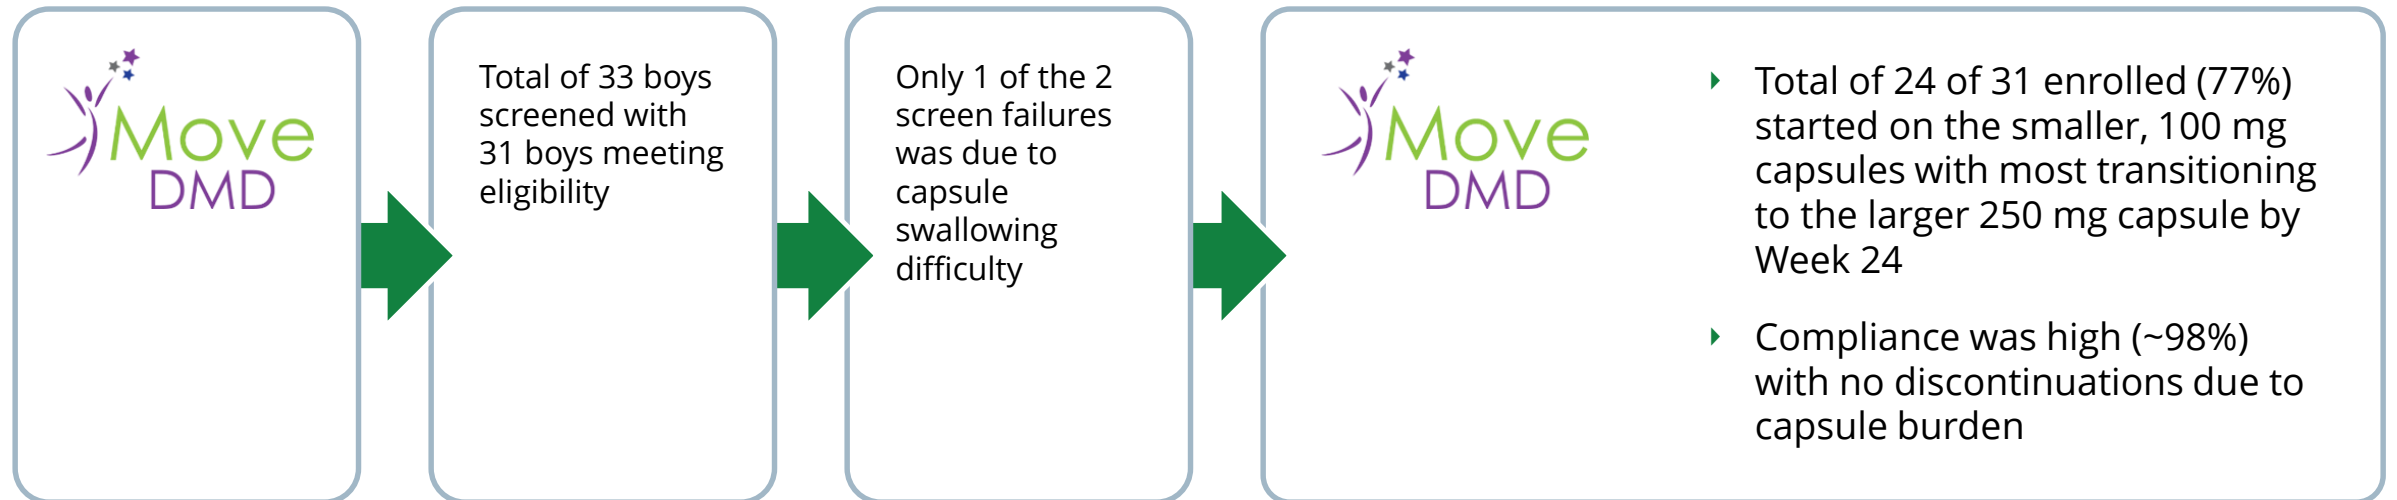 Move
DMD
Total of 33 boys
screened with
31 boys meeting
eligibility
Only 1 of the 2
screen failures
was due to
capsule
swallowing
difficulty
Move
DMD
Total of 24 of 31 enrolled (77%)
started on the smaller, 100 mg
capsules with most transitioning
to the larger 250 mg capsule by
Week 24
Compliance was high (~98%)
with no discontinuations due to
capsule burden